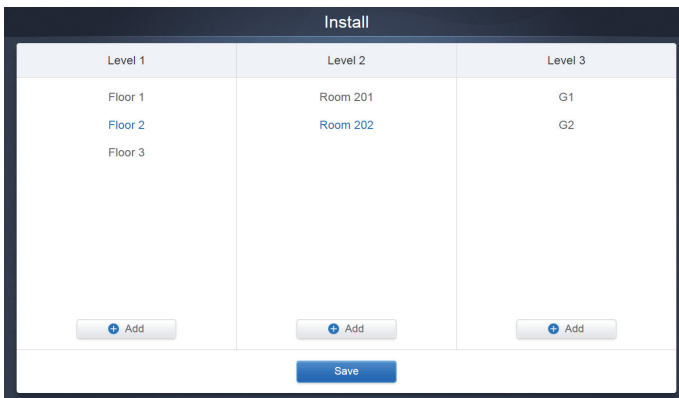 Install
Level 1 Level 2 Level 3
Floor 1 Room 201 G1
Floor 2 Room 202 G2
Floor 3
Add Add Add
Save